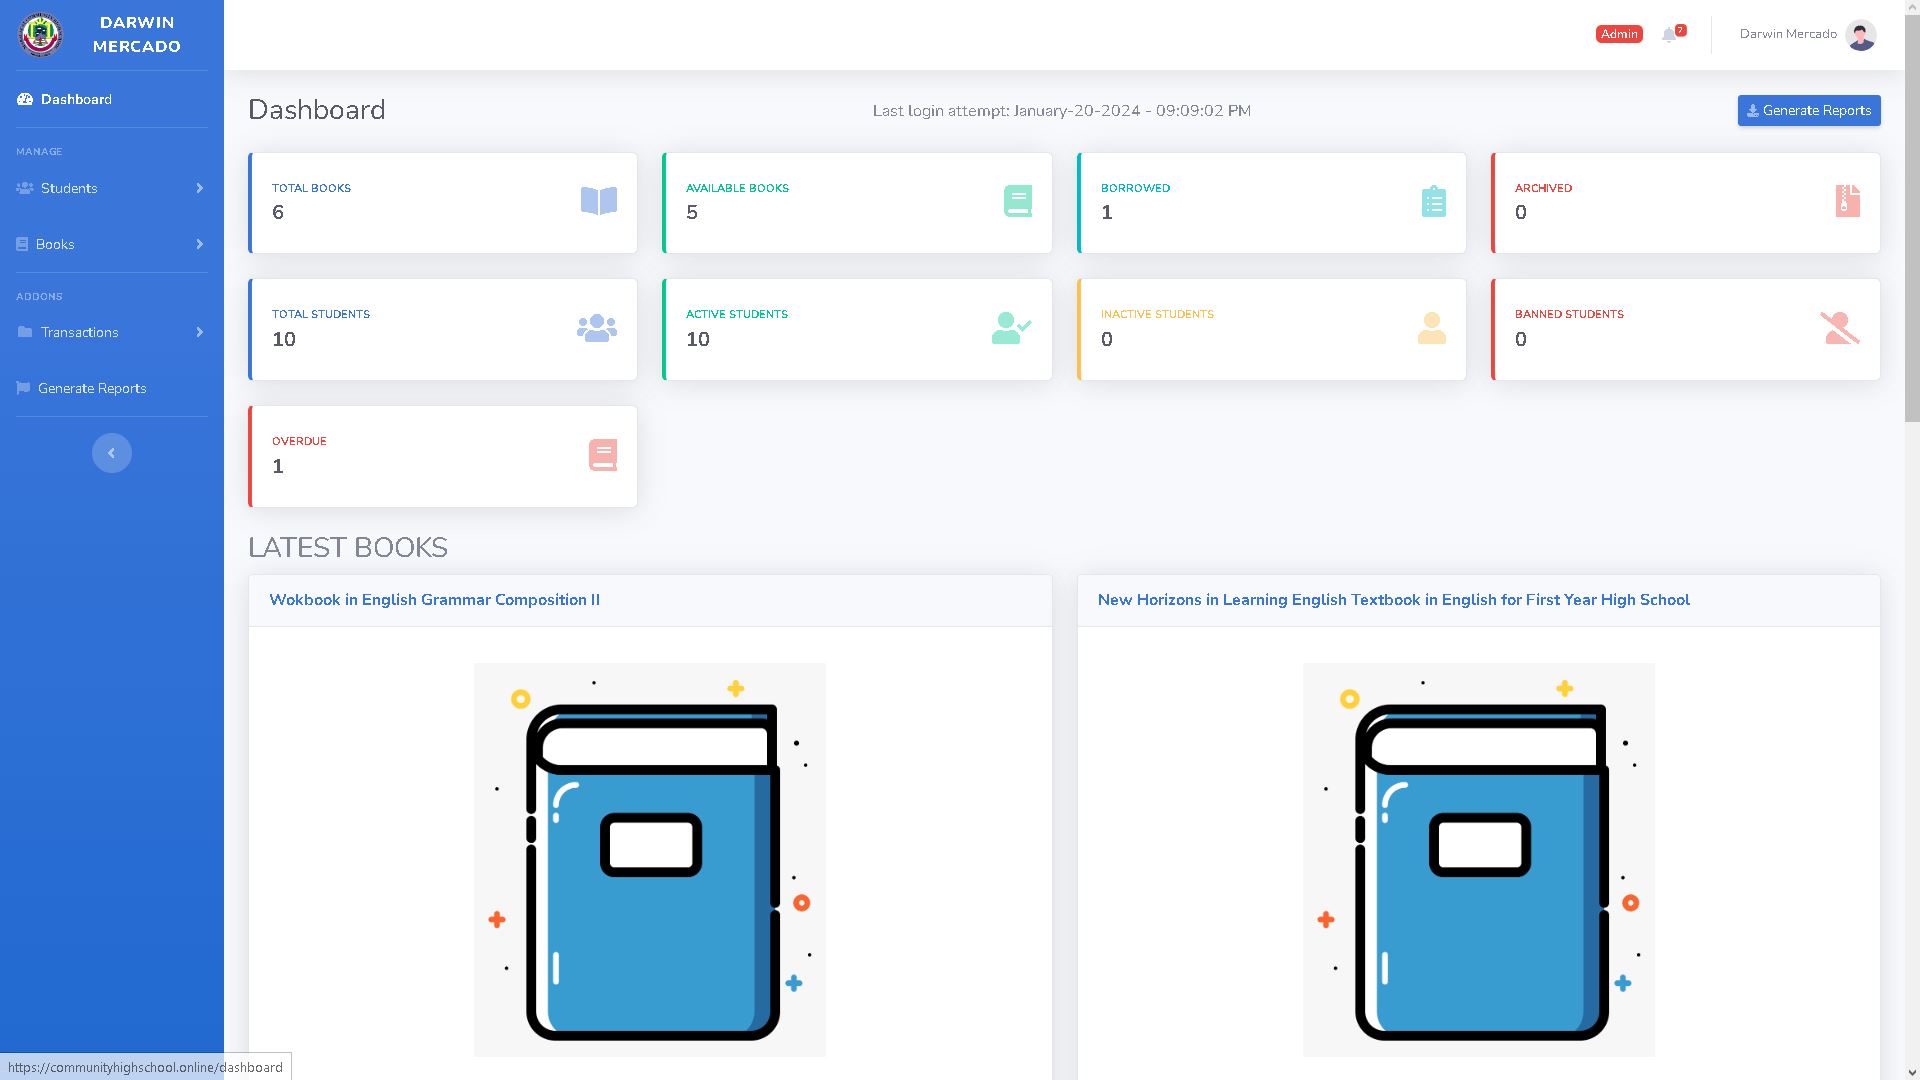 DARWIN
MERCADO
Admin
7
Darwin Mercado
Dashboard
MANAGE
Students
Books
ADDONS
Transactions
Generate Reports
Dashboard
Last login attempt: January-20-2024 - 09:09:02 PM
Generate Reports
TOTAL BOOKS
6
AVAILABLE BOOKS
5
BORROWED
1
ARCHIVED
0
TOTAL STUDENTS
10
ACTIVE STUDENTS
10
INACTIVE STUDENTS
0
BANNED STUDENTS
0
OVERDUE
1
LATEST BOOKS
Wokbook in English Grammar Composition II
New Horizons in Learning English Textbook in English for First Year High School
https://communityhighschool.online/dashboard